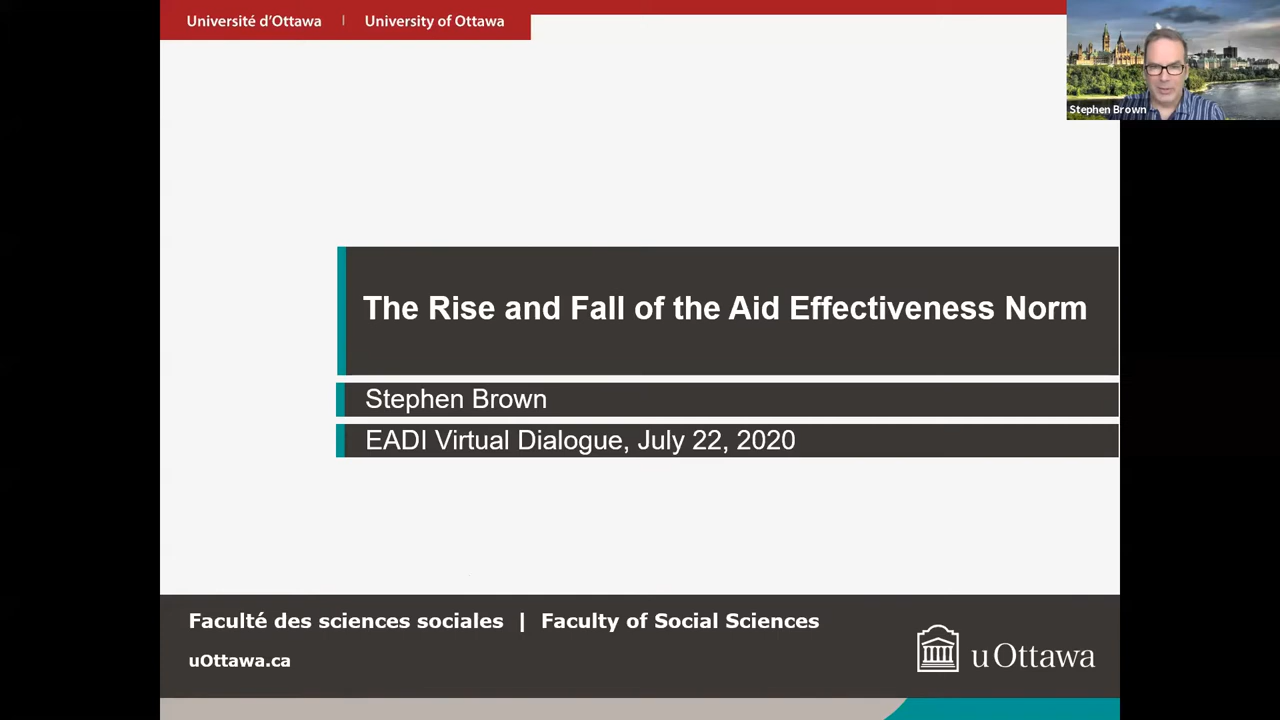 Université d'Ottawa | University of Ottawa
Stephen Brown
The Rise and Fall of the Aid Effectiveness Norm
Stephen Brown
EADI Virtual Dialogue, July 22, 2020
Faculté des sciences sociales | Faculty of Social Sciences
uOttawa.ca
uOttawa